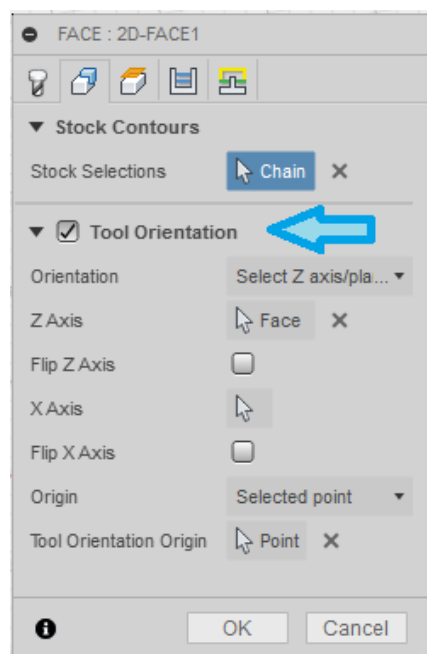 FACE : 2D-FACE1
Stock Contours
Stock Selections Chain
Tool Orientation
Orientation Select Z axis/pla...
Z Axis Face
Flip Z Axis
X Axis
Flip X Axis
Origin Selected point
Tool Orientation Origin Point
OK Cancel